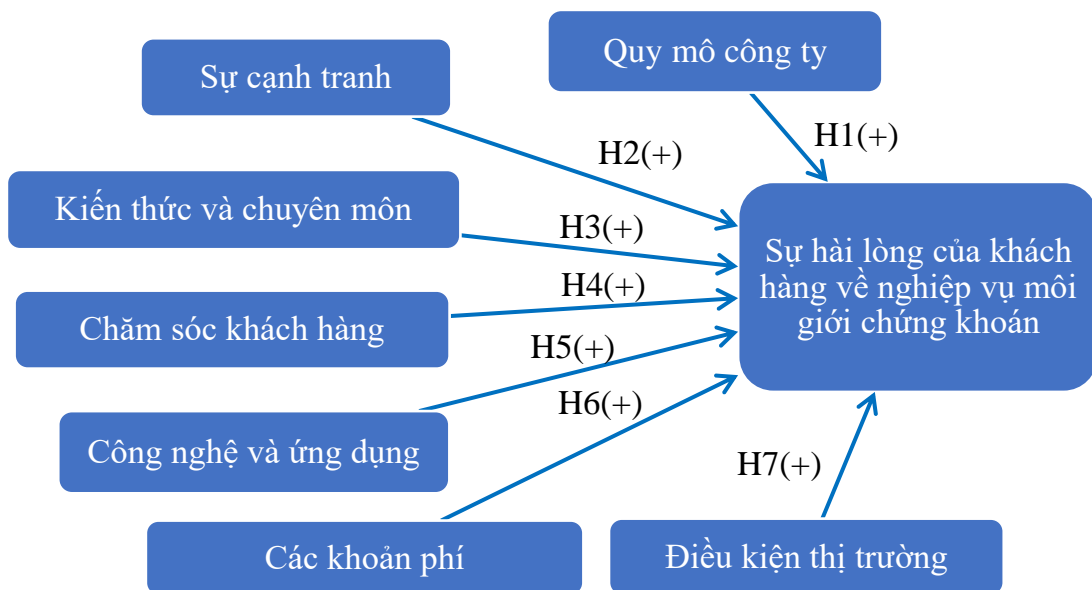 Quy mô công ty
Sự cạnh tranh
H1(+)
H2(+)
Kiến thức và chuyên môn
H3(+)
Sự hài lòng của khách
hàng về nghiệp vụ môi
giới chứng khoán
H4(+)
Chăm sóc khách hàng
H5(+)
H6(+)
Công nghệ và ứng dụng
H7(+)
Các khoản phí
Điều kiện thị trường